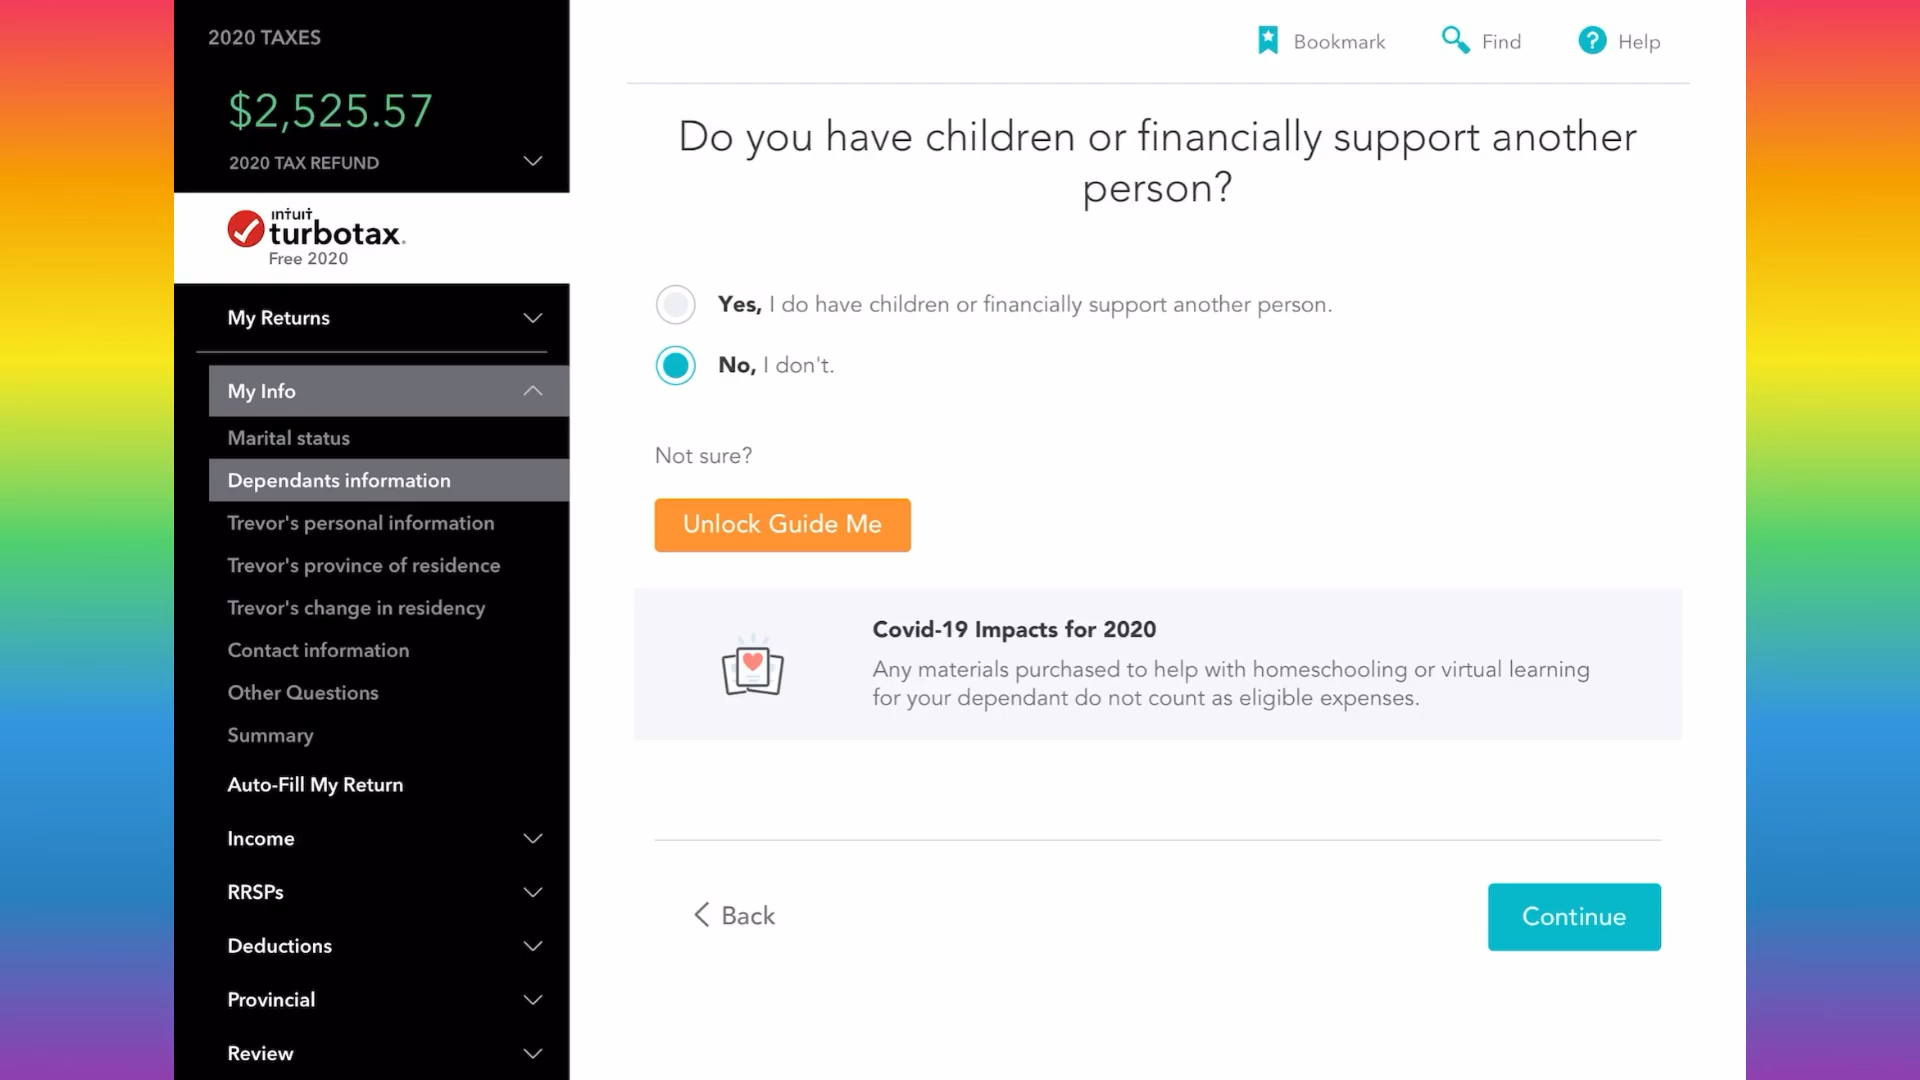 2020 TAXES
$2,525.57
2020 TAX REFUND
intuit
turbotax.
Free 2020
My Returns
My Info
Marital status
Dependants information
Trevor's personal information
Trevor's province of residence
Trevor's change in residency
Contact information
Other Questions
Summary
Auto-Fill My Return
Income
RRSPs
Deductions
Provincial
Review
Bookmark
Find
? Help
Do you have children or financially support another
person?
Yes, I do have children or financially support another person.
No, I don't.
Not sure?
Unlock Guide Me
Covid-19 Impacts for 2020
Any materials purchased to help with homeschooling or virtual learning
for your dependant do not count as eligible expenses.
Back
Continue